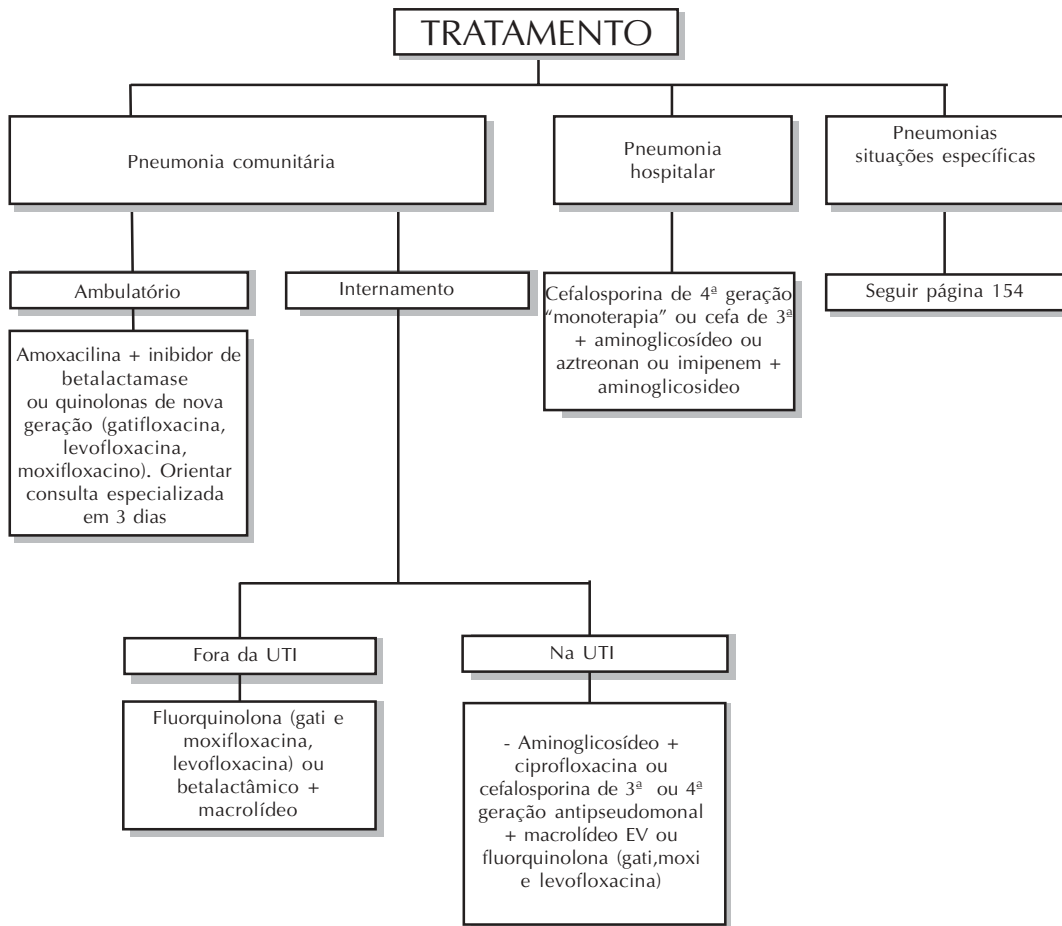 TRATAMENTO
Pneumonia comunitária
Pneumonia
hospitalar
Pneumonias
situações específicas
Ambulatório
Internamento
Cefalosporina de 4ª geração
“monoterapia” ou cefa de 3ª
+ aminoglicosídeo ou
aztreonan ou imipenem +
aminoglicosideo
Seguir página 154
Amoxacilina + inibidor de
betalactamase
ou quinolonas de nova
geração (gatifloxacina,
levofloxacina,
moxifloxacino). Orientar
consulta especializada
em 3 dias
Fora da UTI
Na UTI
Fluorquinolona (gati e
moxifloxacina,
levofloxacina) ou
betalactâmico +
macrolídeo
- Aminoglicosídeo +
ciprofloxacina ou
cefalosporina de 3ª ou 4ª
geração antipseudomonal
+ macrolídeo EV ou
fluorquinolona (gati,moxi
e levofloxacina)